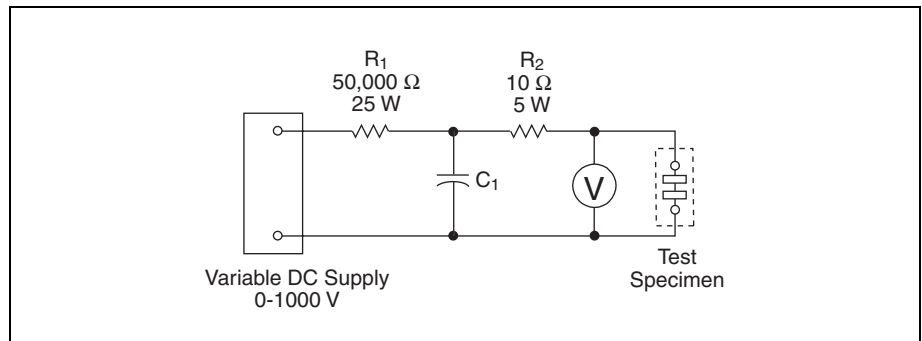 R1
50,000 Ω
25 W
R2
10 Ω
5 W
C1
V
Variable DC Supply
0-1000 V
Test
Specimen